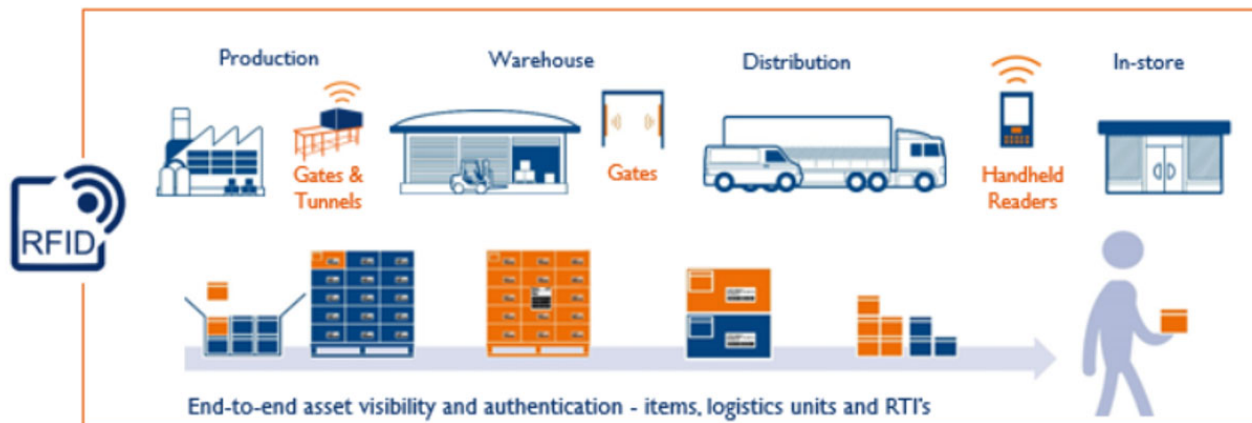 Production
Warehouse
Distribution
In-store
Gates &
Tunnels
Gates
Handheld
Readers
RFID
End-to-end asset visibility and authentication - items, logistics units and RTI's